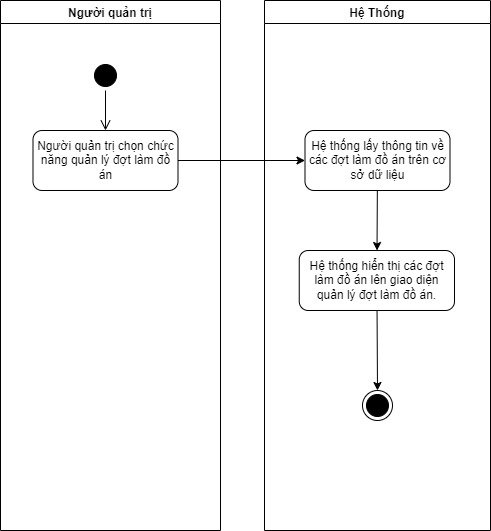 Người quản trị
Hệ Thống
Người quản trị chọn chức
năng quản lý đợt làm đồ
án
Hệ thống lấy thông tin về
các đợt làm đồ án trên cơ
sở dữ liệu
Hệ thống hiển thị các đợt
làm đồ án lên giao diện
quản lý đợt làm đồ án.